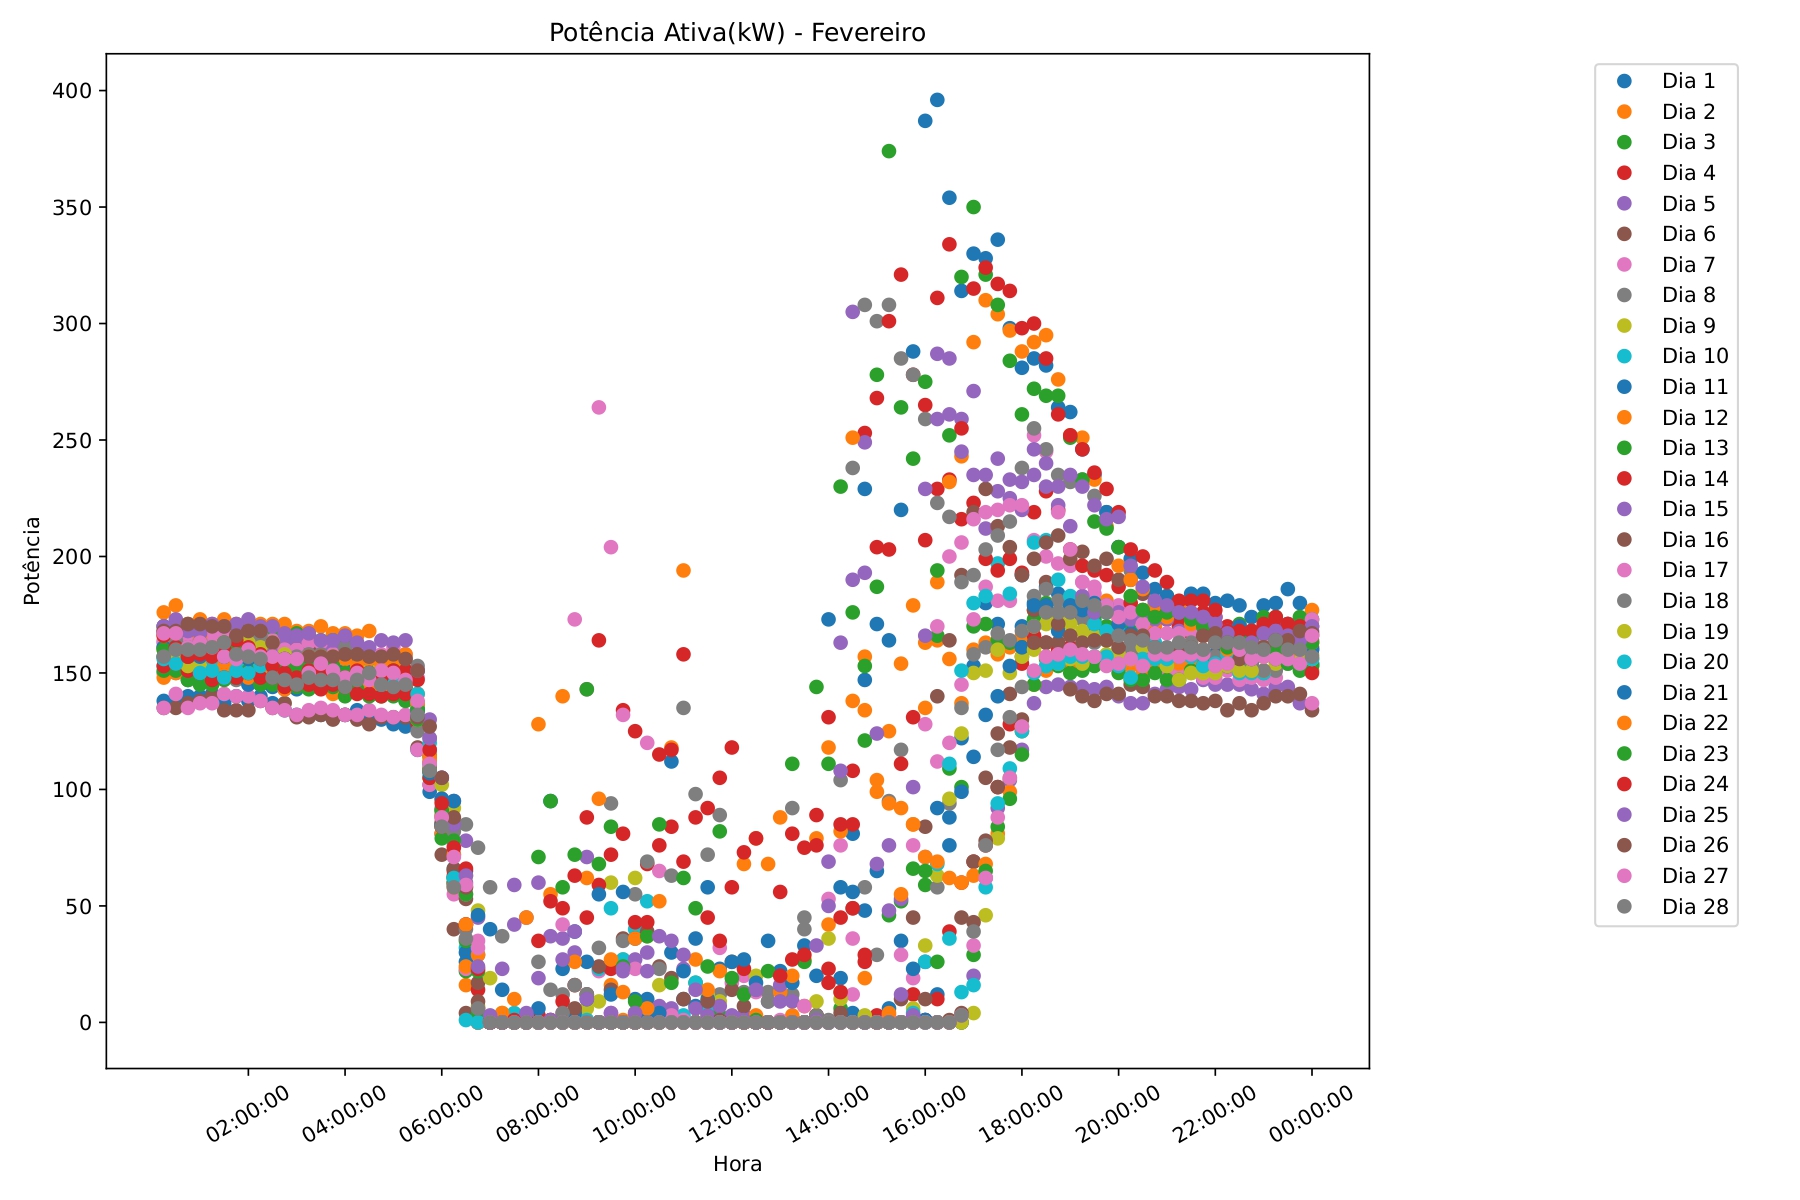 Potência Ativa(kW) - Fevereiro
400
350
300
250
200
150
100
50
0
Potência
02:00:00
04:00:00
06:00:00
08:00:00
10:00:00
12:00:00
14:00:00
16:00:00
18:00:00
20:00:00
22:00:00
00:00:00
Hora
Dia 1
Dia 2
Dia 3
Dia 4
Dia 5
Dia 6
Dia 7
Dia 8
Dia 9
Dia 10
Dia 11
Dia 12
Dia 13
Dia 14
Dia 15
Dia 16
Dia 17
Dia 18
Dia 19
Dia 20
Dia 21
Dia 22
Dia 23
Dia 24
Dia 25
Dia 26
Dia 27
Dia 28